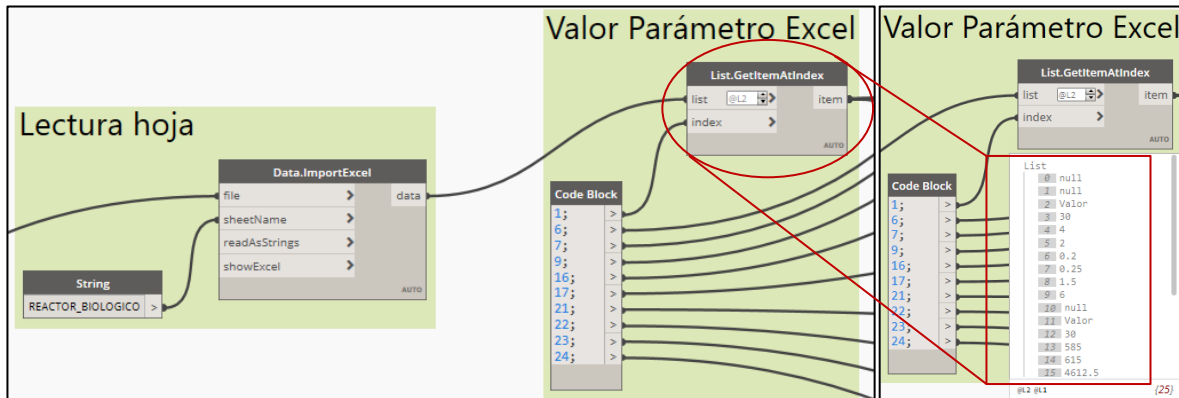 Lectura hoja
Data.ImportExcel
file > data
sheetName >
readAsStrings >
showExcel >
AUTO
String
REACTOR_BIOLOGICO >
Valor Parámetro Excel
List.GetItemAtIndex
list @L2 > item
index >
AUTO
Code Block
1; >
6; >
7; >
9; >
16; >
17; >
21; >
22; >
23; >
24; >
Valor Parámetro Excel
List.GetItemAtIndex
list @L2 > item
index >
AUTO
Code Block
1; >
6; >
7; >
9; >
16; >
17; >
21; >
22; >
23; >
24; >
List
0 null
1 null
2 Valor
3 30
4 4
5 2
6 0.2
7 0.25
8 1.5
9 6
10 null
11 Valor
12 30
13 585
14 615
15 4612.5
@L2 @L1 {25}